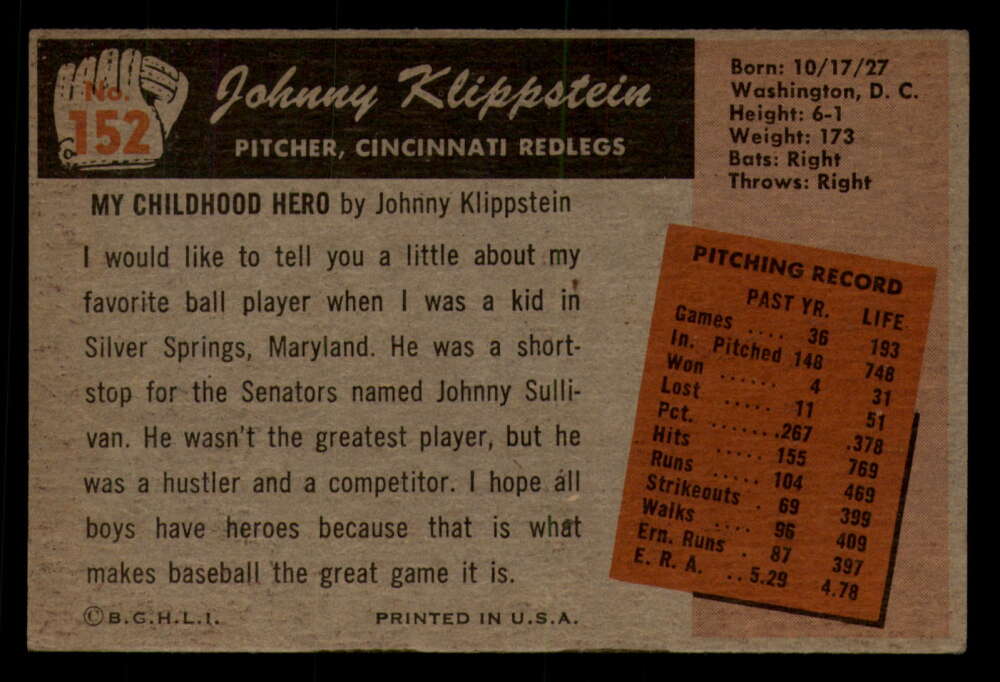 No.
152
Johnny Klippstein
PITCHER, CINCINNATI REDLEGS
Born: 10/17/27
Washington, D. C.
Height: 6-1
Weight: 173
Bats: Right
Throws: Right
MY CHILDHOOD HERO by Johnny Klippstein
I would like to tell you a little about my
favorite ball player when I was a kid in
Silver Springs, Maryland. He was a short-
stop for the Senators named Johnny Sulli-
van. He wasn't the greatest player, but he
was a hustler and a competitor. I hope all
boys have heroes because that is what
makes baseball the great game it is.
PITCHING RECORD
PAST YR. LIFE
Games .... 36 193
In. Pitched 148 748
Won ...... 4 31
Lost ..... 11 51
Pct. .......267 .378
Hits ..... 155 769
Runs ..... 104 469
Strikeouts . 69 399
Walks .... 96 409
Ern. Runs . 87 397
E. R. A. ..5.29 4.78
©B.G.H.L.I. PRINTED IN U.S.A.